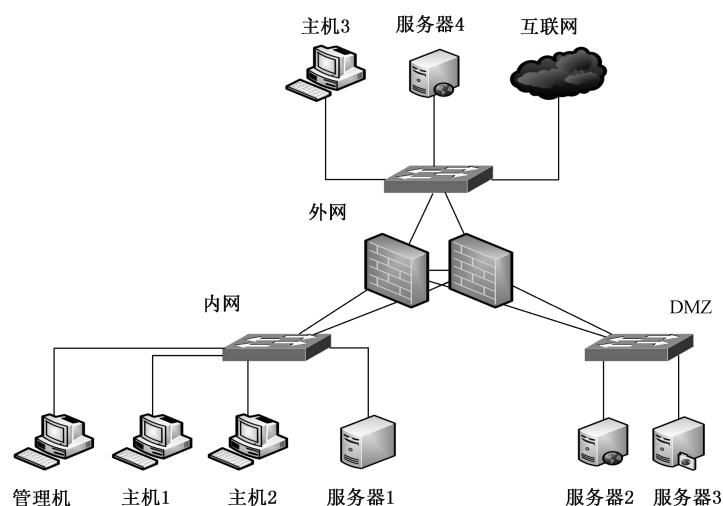 主机3
服务器4
互联网
外网
内网
DMZ
管理机
主机1
主机2
服务器1
服务器2
服务器3